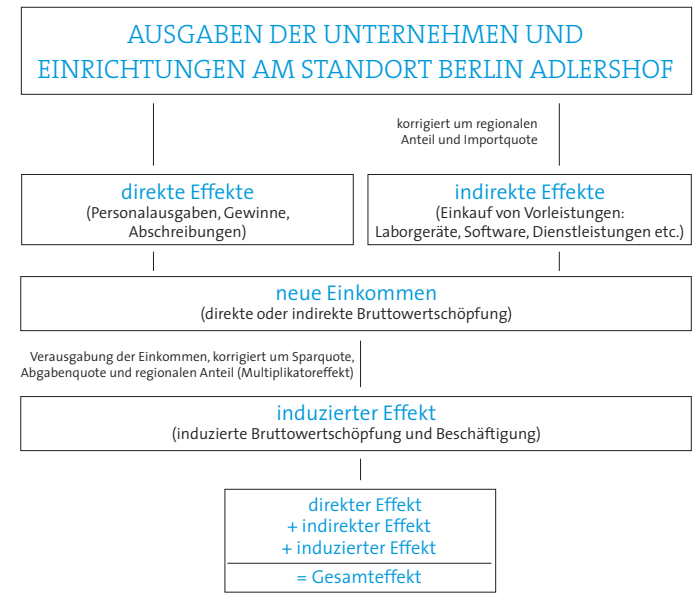 AUSGABEN DER UNTERNEHMEN UND
EINRICHTUNGEN AM STANDORT BERLIN ADLERSHOF
korrigiert um regionalen
Anteil und Importquote
direkte Effekte
(Personalausgaben, Gewinne,
Abschreibungen)
indirekte Effekte
(Einkauf von Vorleistungen:
Laborgeräte, Software, Dienstleistungen etc.)
neue Einkommen
(direkte oder indirekte Bruttowertschöpfung)
Verausgabung der Einkommen, korrigiert um Sparquote,
Abgabenquote und regionalen Anteil (Multiplikatoreffekt)
induzierter Effekt
(induzierte Bruttowertschöpfung und Beschäftigung)
direkter Effekt
+ indirekter Effekt
+ induzierter Effekt
= Gesamteffekt